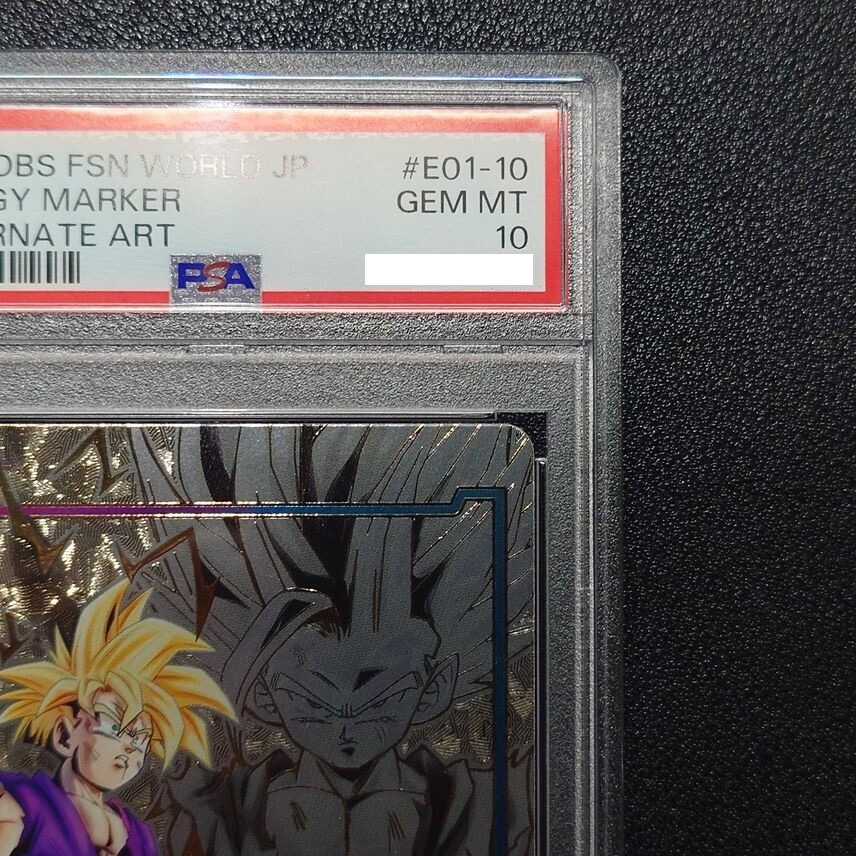 DBS FSN WORLD JP #E01-10
GY MARKER GEM MT
RNATE ART 10
PSA